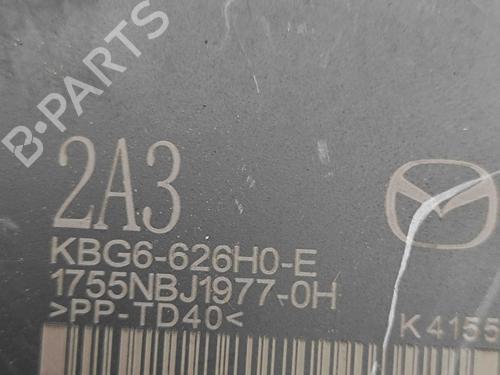 B-PARTS
2A3
KBG6-626H0-E
1755NBJ1977-0H
>PP-TD40<
K4155